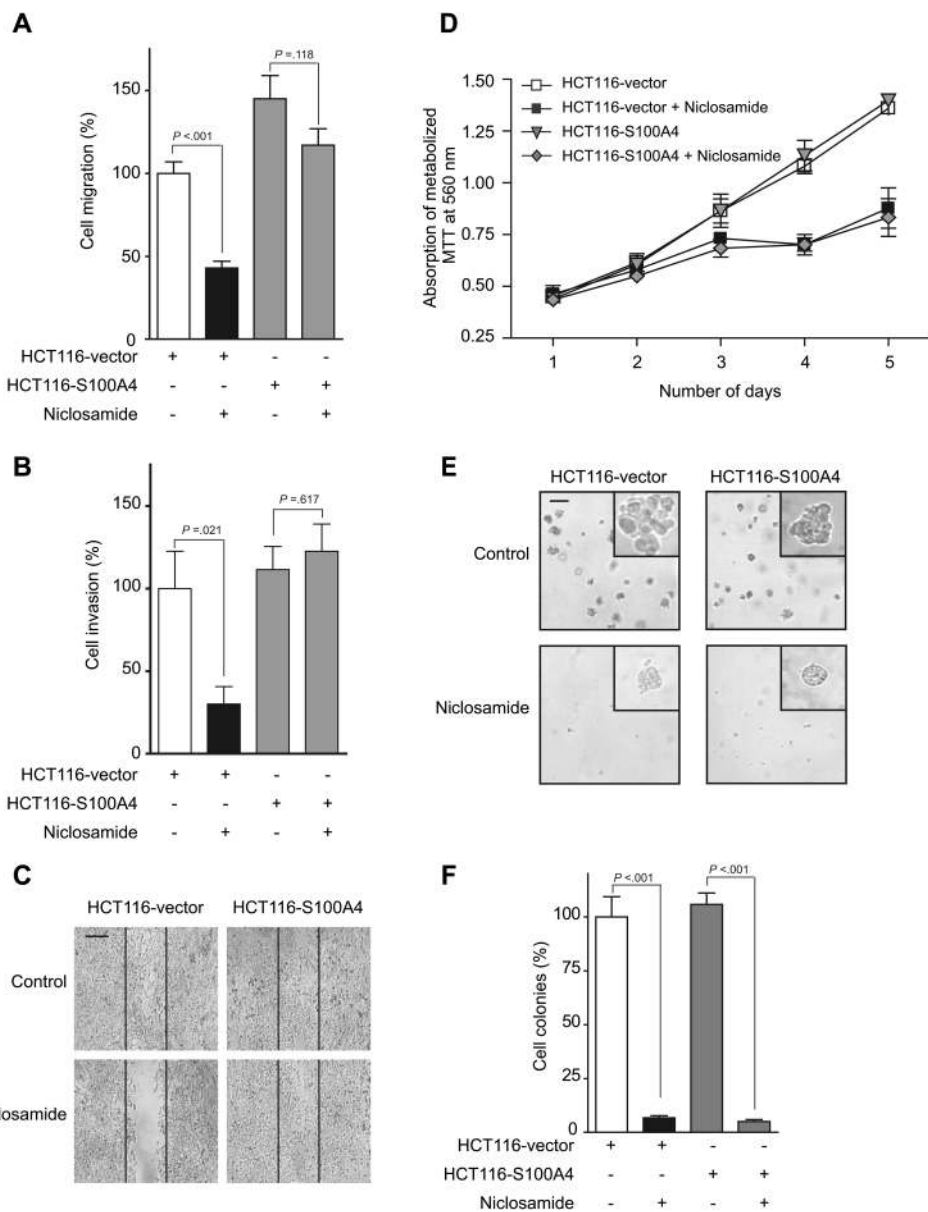 A
Cell migration (%)
150
100
50
0
P <.001
P =.118
HCT116-vector + + - -
HCT116-S100A4 - - + +
Niclosamide - + - +
B
Cell invasion (%)
150
100
50
0
P =.021
P =.617
HCT116-vector + + - -
HCT116-S100A4 - - + +
Niclosamide - + - +
C
HCT116-vector HCT116-S100A4
Control
losamide
D
Absorption of metabolized
MTT at 560 nm
1.50
1.25
1.00
0.75
0.50
0.25
HCT116-vector
HCT116-vector + Niclosamide
HCT116-S100A4
HCT116-S100A4 + Niclosamide
1 2 3 4 5
Number of days
E
HCT116-vector HCT116-S100A4
Control
Niclosamide
F
Cell colonies (%)
100
75
50
25
0
P <.001
P <.001
HCT116-vector + + - -
HCT116-S100A4 - - + +
Niclosamide - + - +